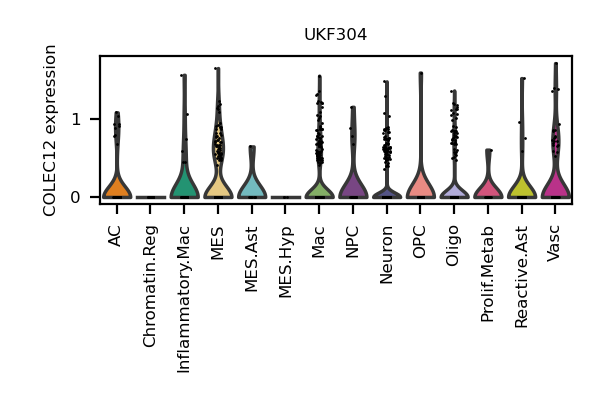 UKF304
COLEC12 expression
1
0
AC
Chromatin.Reg
Inflammatory.Mac
MES
MES.Ast
MES.Hyp
Mac
NPC
Neuron
OPC
Oligo
Prolif.Metab
Reactive.Ast
Vasc